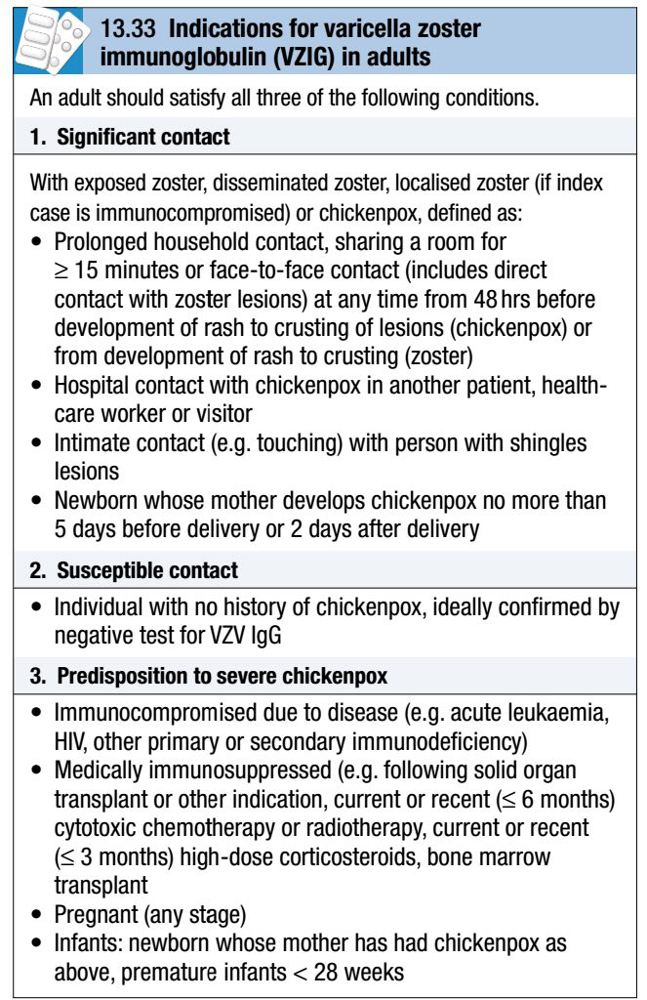 13.33 Indications for varicella zoster
immunoglobulin (VZIG) in adults
An adult should satisfy all three of the following conditions.
1. Significant contact
With exposed zoster, disseminated zoster, localised zoster (if index
case is immunocompromised) or chickenpox, defined as:
• Prolonged household contact, sharing a room for
≥ 15 minutes or face-to-face contact (includes direct
contact with zoster lesions) at any time from 48 hrs before
development of rash to crusting of lesions (chickenpox) or
from development of rash to crusting (zoster)
• Hospital contact with chickenpox in another patient, health-
care worker or visitor
• Intimate contact (e.g. touching) with person with shingles
lesions
• Newborn whose mother develops chickenpox no more than
5 days before delivery or 2 days after delivery
2. Susceptible contact
• Individual with no history of chickenpox, ideally confirmed by
negative test for VZV IgG
3. Predisposition to severe chickenpox
• Immunocompromised due to disease (e.g. acute leukaemia,
HIV, other primary or secondary immunodeficiency)
• Medically immunosuppressed (e.g. following solid organ
transplant or other indication, current or recent (≤ 6 months)
cytotoxic chemotherapy or radiotherapy, current or recent
(≤ 3 months) high-dose corticosteroids, bone marrow
transplant
• Pregnant (any stage)
• Infants: newborn whose mother has had chickenpox as
above, premature infants < 28 weeks